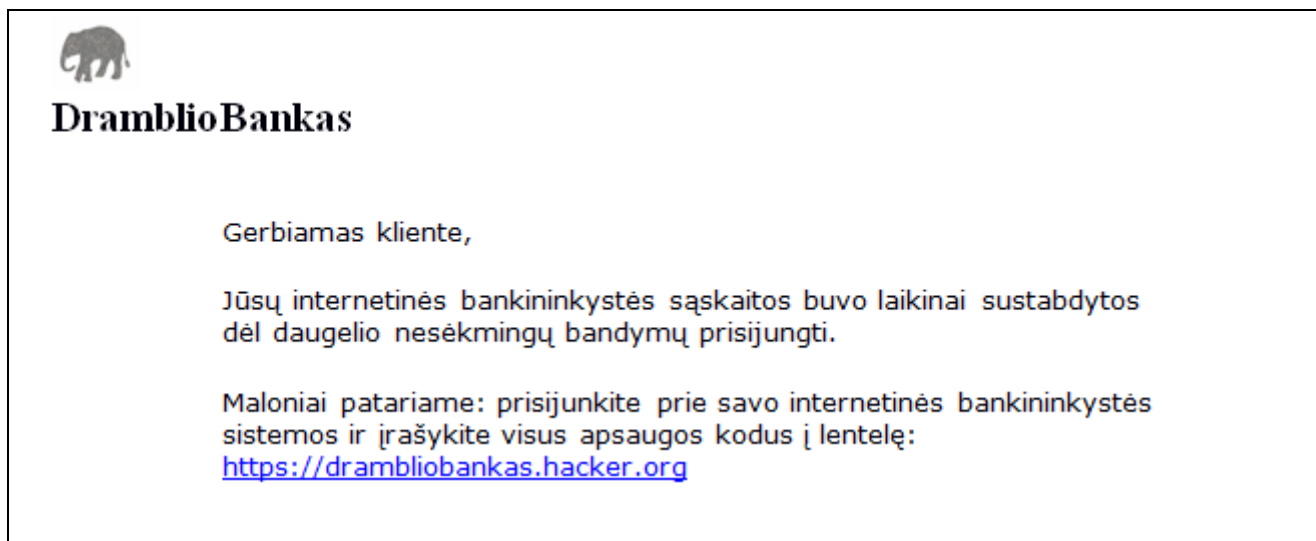 DramblioBankas
Gerbiamas kliente,
Jūsų internetinės bankininkystės sąskaitos buvo laikinai sustabdytos
dėl daugelio nesėkmingų bandymų prisijungti.
Maloniai patariame: prisijunkite prie savo internetinės bankininkystės
sistemos ir įrašykite visus apsaugos kodus į lentelę:
https://drambliobankas.hacker.org